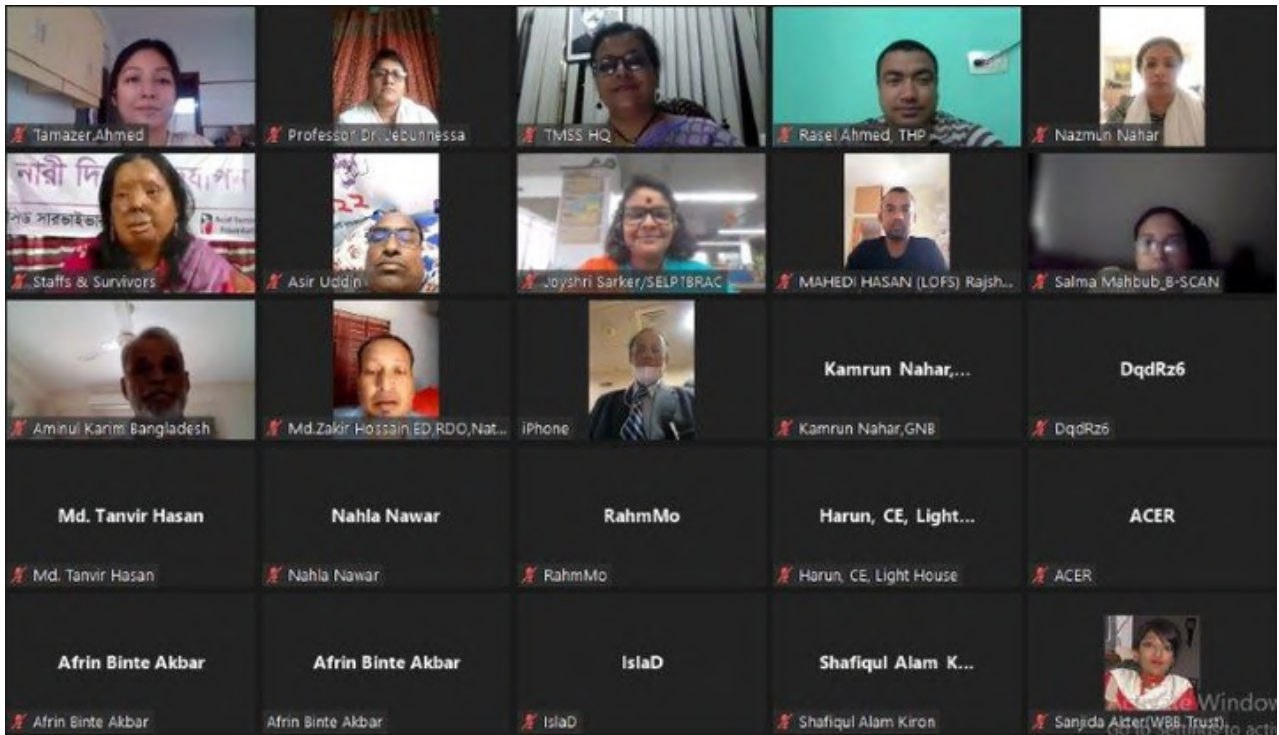 Tamazer.Ahmed
Professor Dr. Jebunnessa
TMSS HQ
Rasel Ahmed, THP
Nazmun Nahar
নারী দি
সিড সারভাইভা
Staffs & Survivors
22
Asir Uddin
Joyshri Sarker/SELP?BRAC
MAHEDI HASAN (LOFS) Rajsh...
Salma Mahbub_B-SCAN
Aminul Karim Bangladesh
Md.Zakir Hossain,ED,RDO,Nat...
iPhone
Kamrun Nahar,...
Kamrun Nahar,GNB
DqdRz6
DqdRz6
Md. Tanvir Hasan
Md. Tanvir Hasan
Nahla Nawar
Nahla Nawar
RahmMo
RahmMo
Harun, CE, Light...
Harun, CE, Light House
ACER
ACER
Afrin Binte Akbar
Afrin Binte Akbar
Afrin Binte Akbar
Afrin Binte Akbar
IslaD
IslaD
Shafiqul Alam K...
Shafiqul Alam Kiron
Sanjida Akter(WBB Trust)